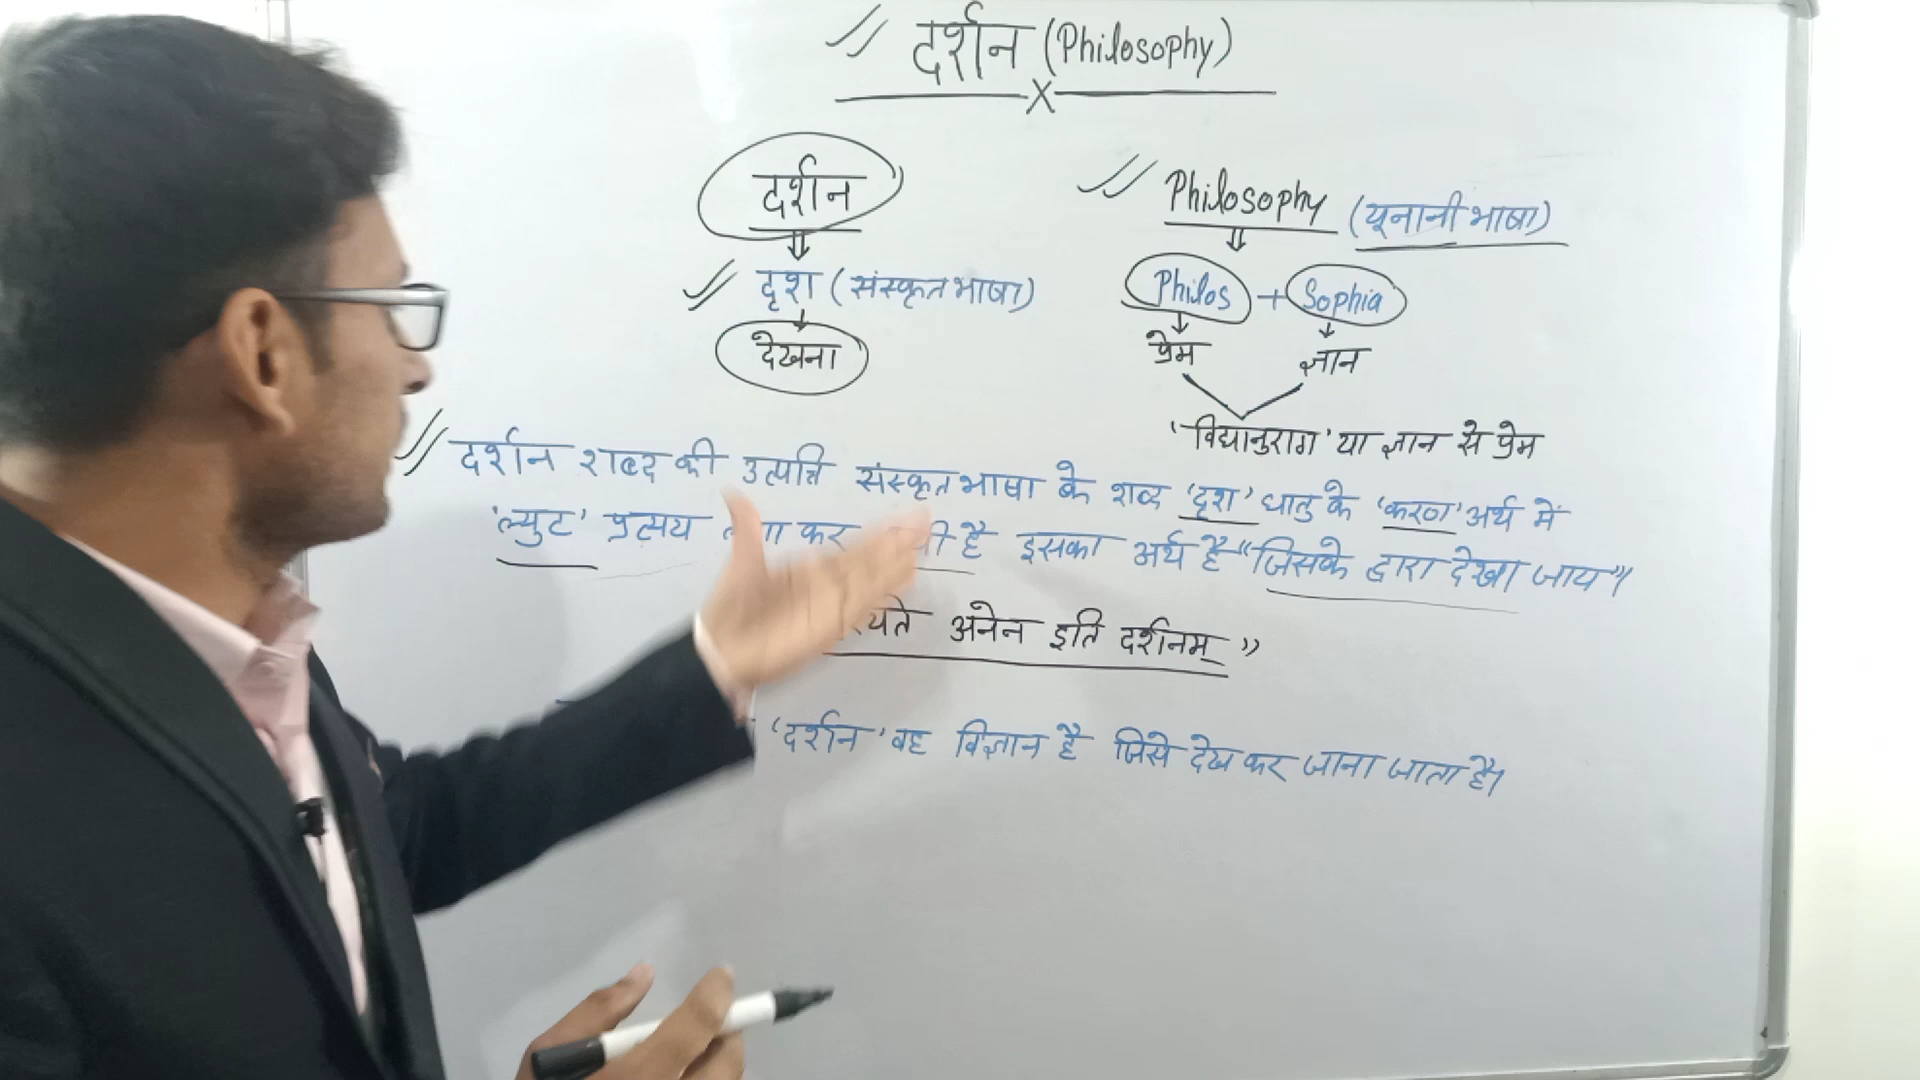 दर्शन (Philosophy)
दर्शन
Philosophy (यूनानी भाषा)
दृश (संस्कृत भाषा)
Philos + Sophia
देखना
प्रेम ज्ञान
'विद्यानुराग' या ज्ञान से प्रेम
दर्शन शब्द की उत्पत्ति संस्कृत भाषा के शब्द 'दृश' धातु के 'करण' अर्थ में
'ल्युट' प्रत्यय कर है इसका अर्थ है "जिसके द्वारा देखा जाय"।
अनेन इति दर्शनम् "
'दर्शन' वह विज्ञान है जिसे देख कर जाना जाता है।